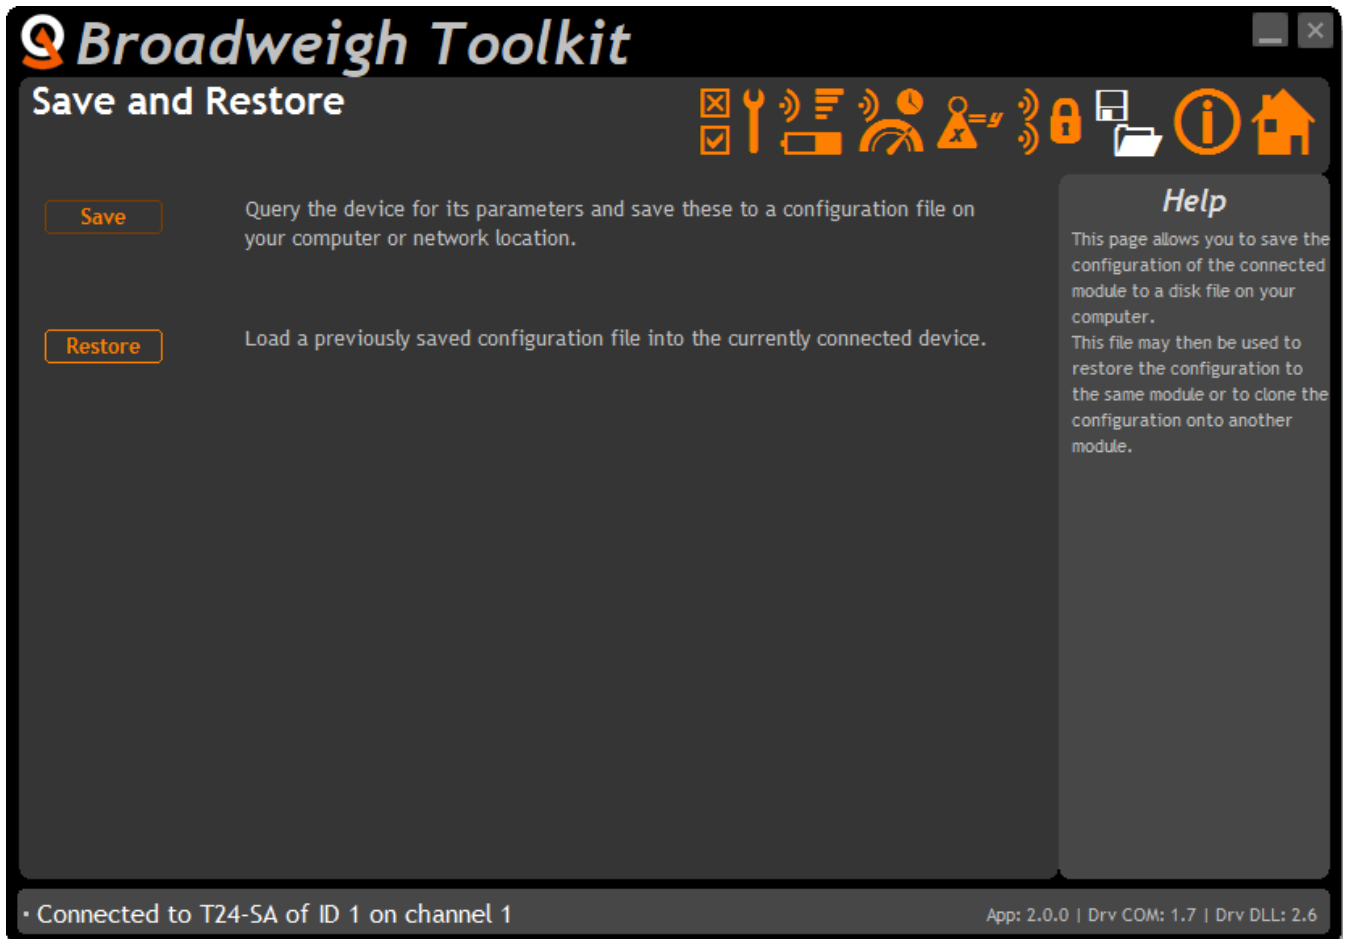 Broadweigh Toolkit
Save and Restore
x=y
Save
Query the device for its parameters and save these to a configuration file on
your computer or network location.
Restore
Load a previously saved configuration file into the currently connected device.
Help
This page allows you to save the
configuration of the connected
module to a disk file on your
computer.
This file may then be used to
restore the configuration to
the same module or to clone the
configuration onto another
module.
Connected to T24-SA of ID 1 on channel 1
App: 2.0.0 | Drv COM: 1.7 | Drv DLL: 2.6